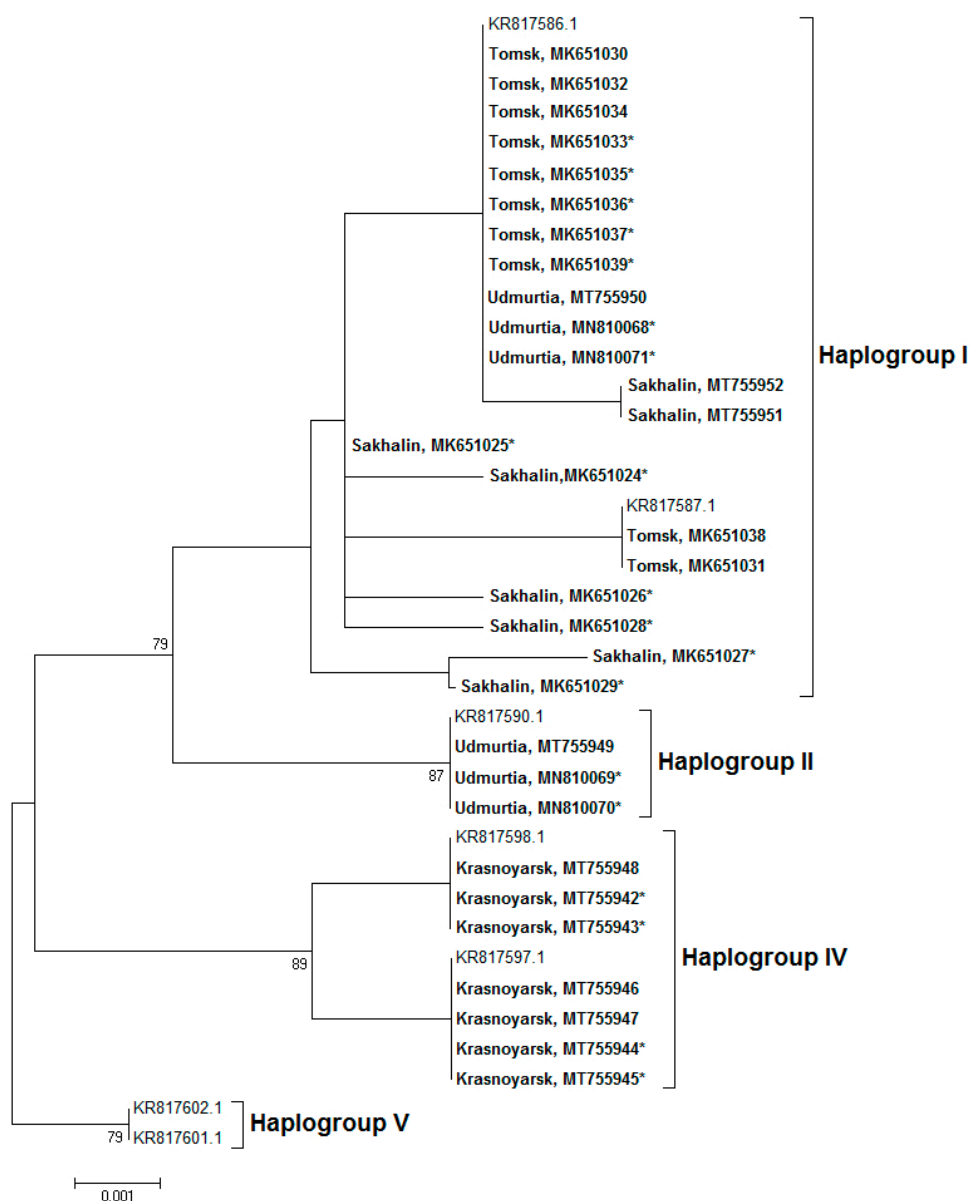 KR817586.1
Tomsk, MK651030
Tomsk, MK651032
Tomsk, MK651034
Tomsk, MK651033*
Tomsk, MK651035*
Tomsk, MK651036*
Tomsk, MK651037*
Tomsk, MK651039*
Udmurtia, MT755950
Udmurtia, MN810068*
Udmurtia, MN810071*
Haplogroup I
Sakhalin, MT755952
Sakhalin, MT755951
Sakhalin, MK651025*
Sakhalin,MK651024*
KR817587.1
Tomsk, MK651038
Tomsk, MK651031
Sakhalin, MK651026*
Sakhalin, MK651028*
79
Sakhalin, MK651027*
Sakhalin, MK651029*
KR817590.1
Udmurtia, MT755949
Haplogroup II
87
Udmurtia, MN810069*
Udmurtia, MN810070*
KR817598.1
Krasnoyarsk, MT755948
Krasnoyarsk, MT755942*
Krasnoyarsk, MT755943*
KR817597.1
Haplogroup IV
89
Krasnoyarsk, MT755946
Krasnoyarsk, MT755947
Krasnoyarsk, MT755944*
Krasnoyarsk, MT755945*
KR817602.1
Haplogroup V
79
KR817601.1
0.001